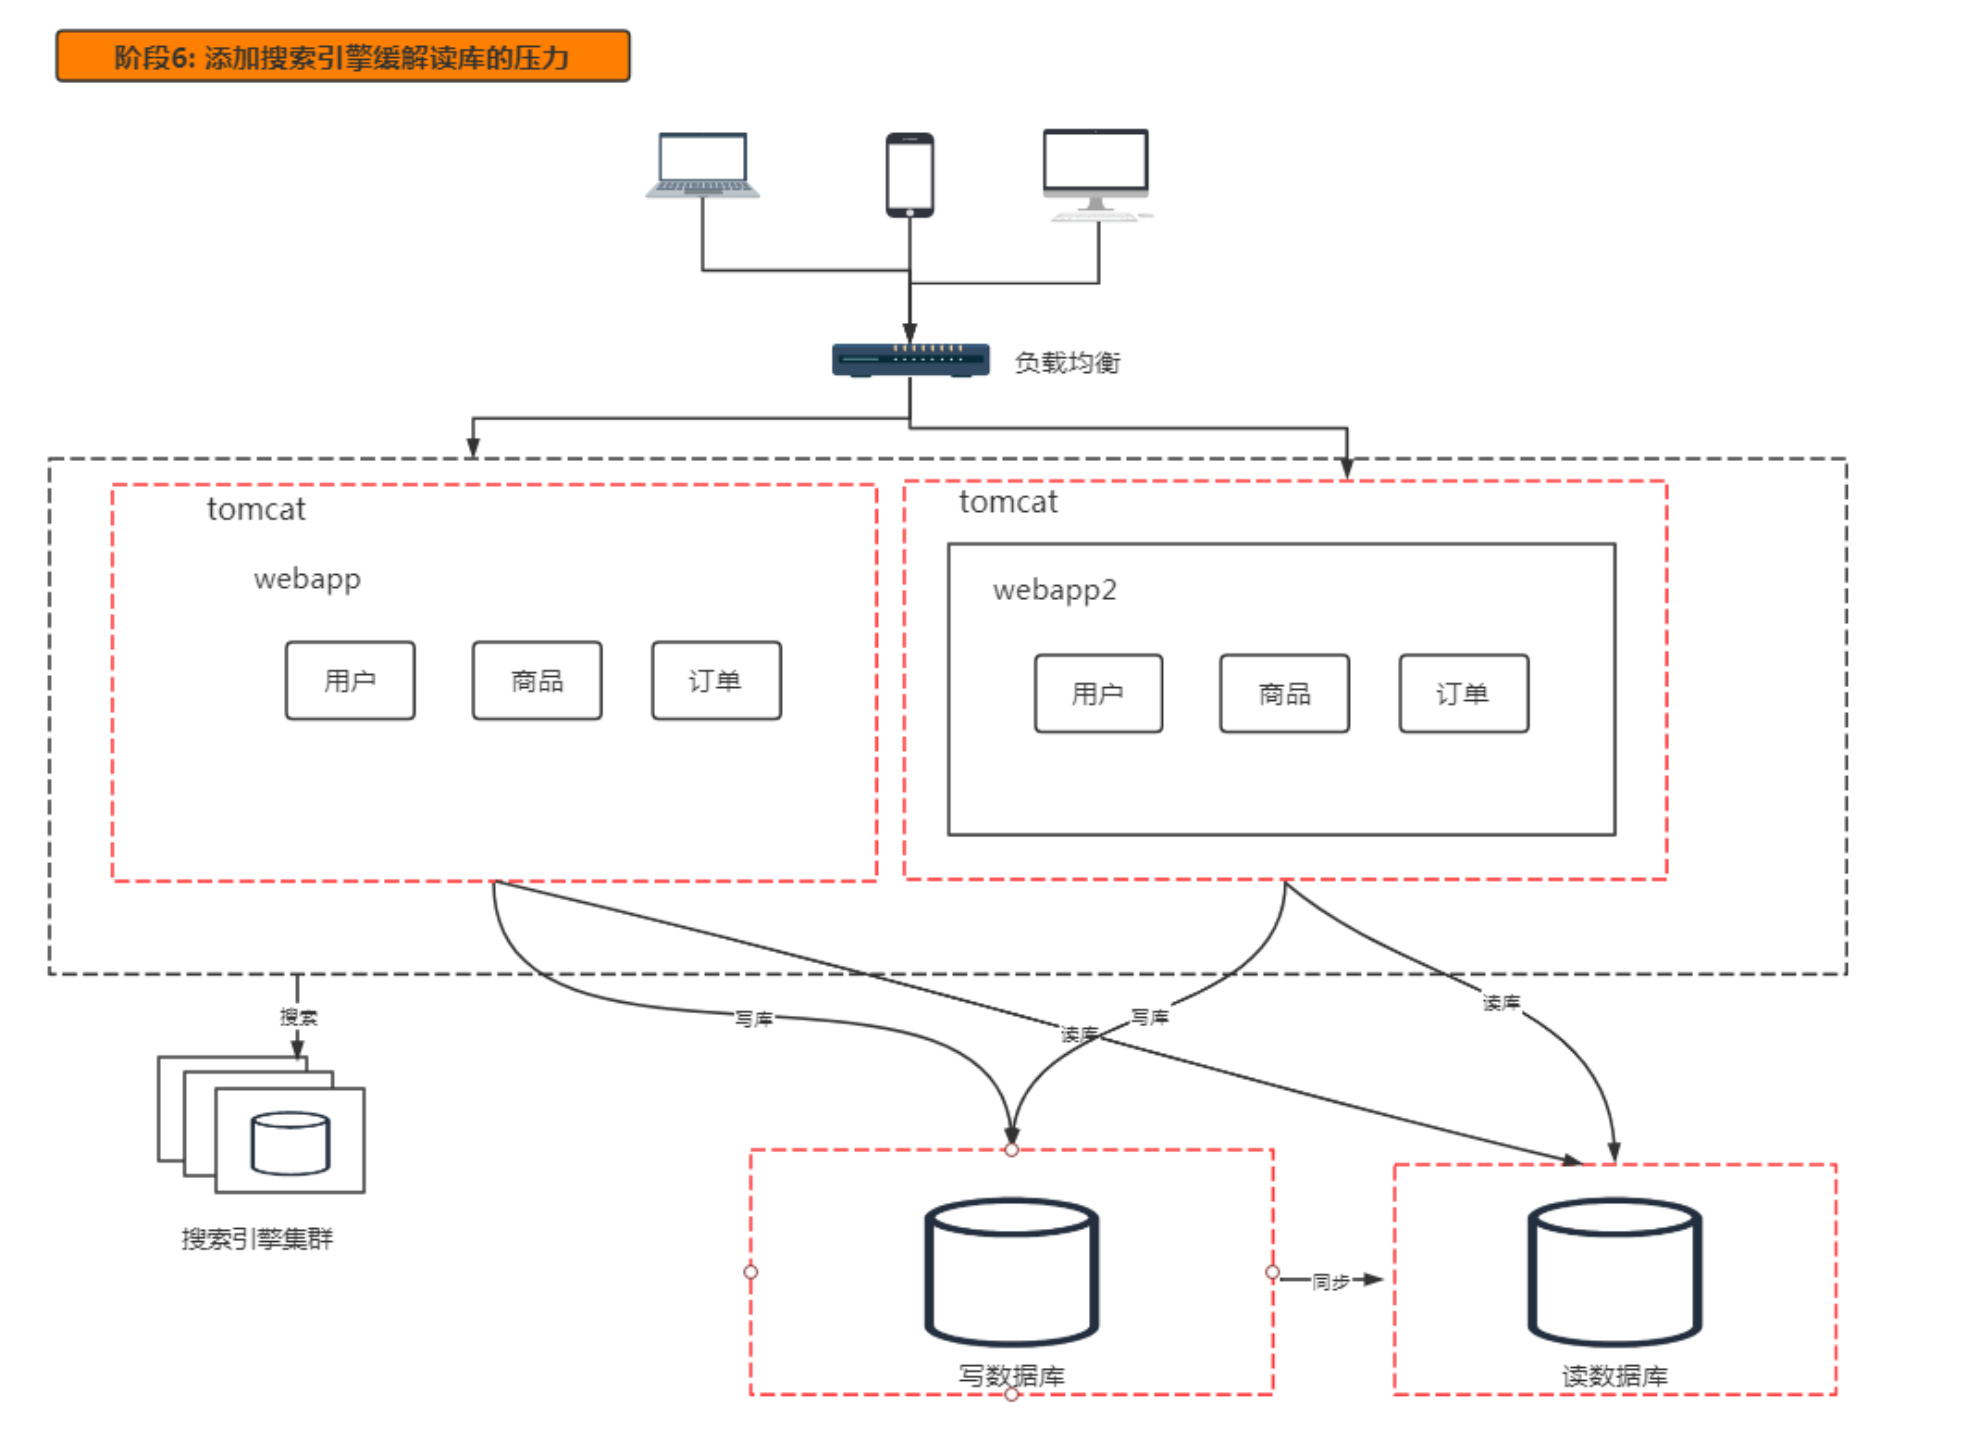 阶段6: 添加搜索引擎缓解读库的压力
负载均衡
tomcat
webapp
用户
商品
订单
tomcat
webapp2
用户
商品
订单
搜索
写库
读库
写库
读库
搜索引擎集群
同步
写数据库
读数据库